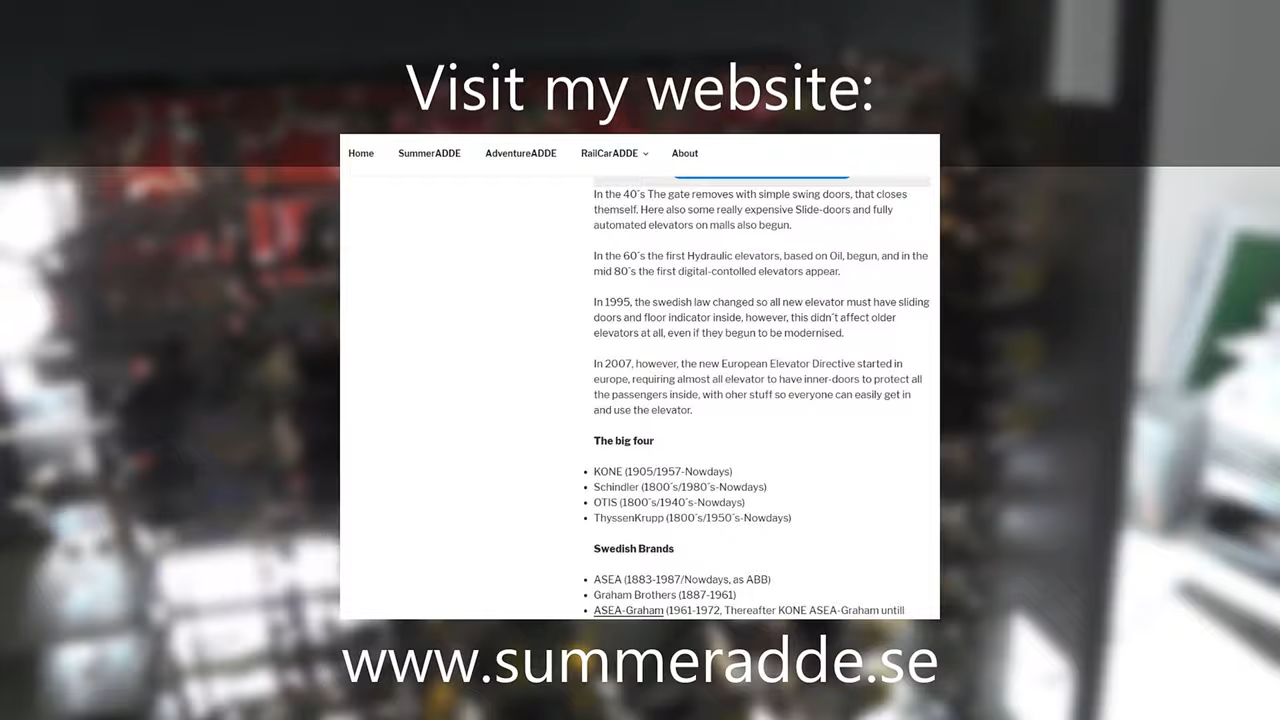 Visit my website:
Home SummerADDE AdventureADDE RailCarADDE About
In the 40´s The gate removes with simple swing doors, that closes
themself. Here also some really expensive Slide-doors and fully
automated elevators on malls also begun.
In the 60´s the first Hydraulic elevators, based on Oil, begun, and in the
mid 80´s the first digital-contolled elevators appear.
In 1995, the swedish law changed so all new elevator must have sliding
doors and floor indicator inside, however, this didn´t affect older
elevators at all, even if they begun to be modernised.
In 2007, however, the new European Elevator Directive started in
europe, requiring almost all elevator to have inner-doors to protect all
the passengers inside, with oher stuff so everyone can easily get in
and use the elevator.
The big four
• KONE (1905/1957-Nowdays)
• Schindler (1800´s/1980´s-Nowdays)
• OTIS (1800´s/1940´s-Nowdays)
• ThyssenKrupp (1800´s/1950´s-Nowdays)
Swedish Brands
• ASEA (1883-1987/Nowdays, as ABB)
• Graham Brothers (1887-1961)
• ASEA-Graham (1961-1972, Thereafter KONE ASEA-Graham untill
www.summeradde.se